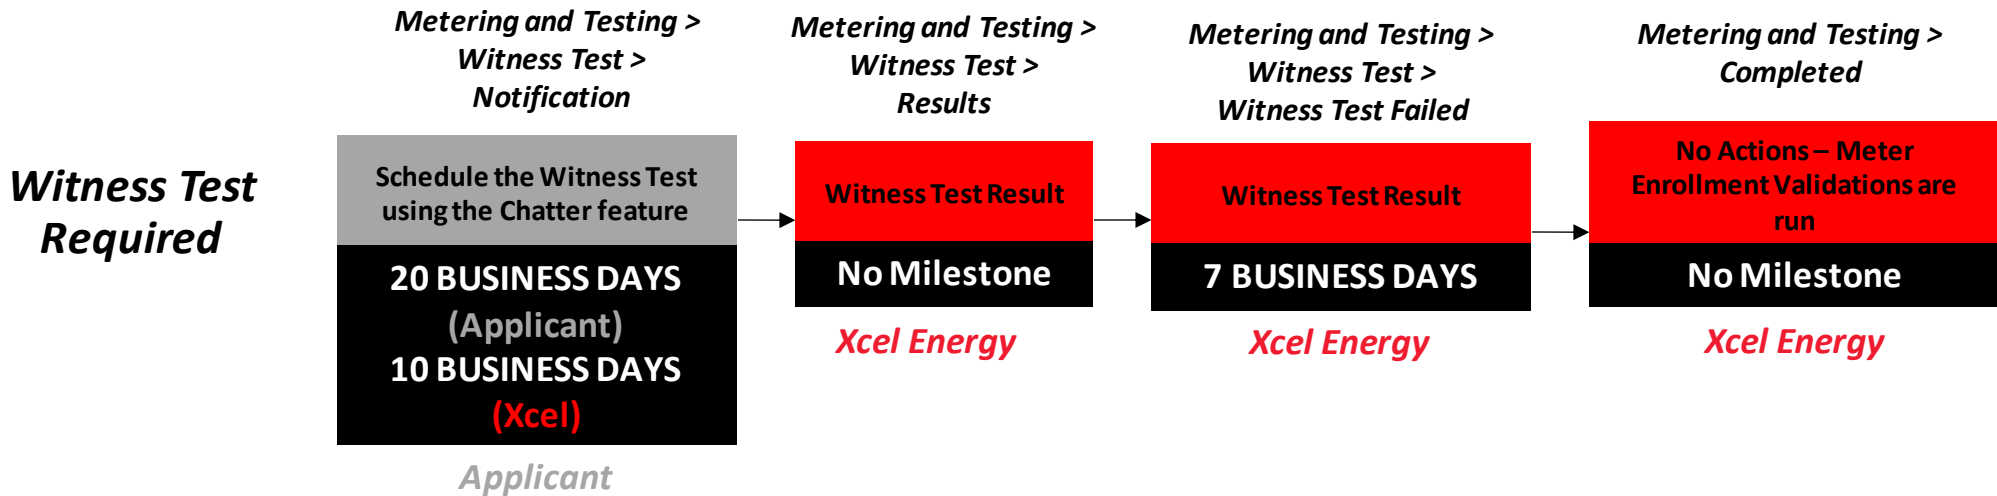 Witness Test
Required
Metering and Testing >
Witness Test >
Notification
Schedule the Witness Test
using the Chatter feature
20 BUSINESS DAYS
(Applicant)
10 BUSINESS DAYS
(Xcel)
Applicant
Metering and Testing >
Witness Test >
Results
Witness Test Result
No Milestone
Xcel Energy
Metering and Testing >
Witness Test >
Witness Test Failed
Witness Test Result
7 BUSINESS DAYS
Xcel Energy
Metering and Testing >
Completed
No Actions – Meter
Enrollment Validations are
run
No Milestone
Xcel Energy